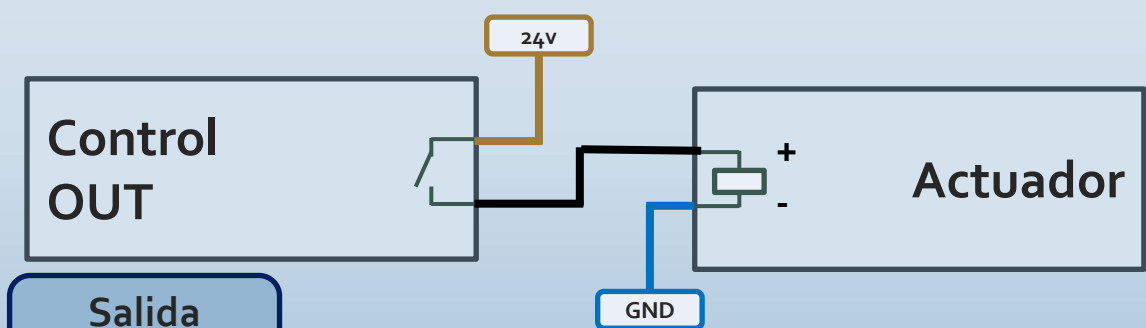 24v
Control
OUT
+
-
Actuador
Salida
GND